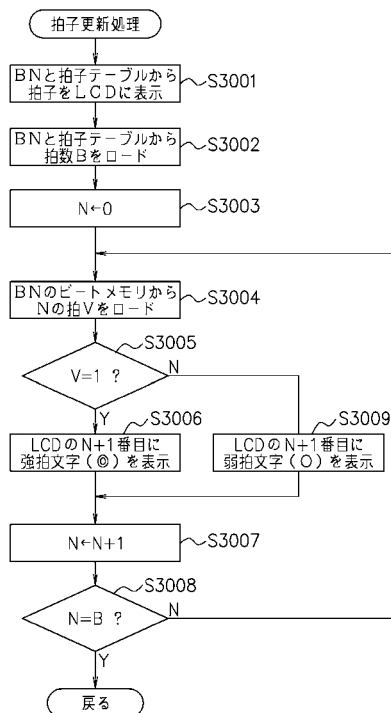 拍子更新処理
BNと拍子テーブルから
拍子をLCDに表示
S3001
BNと拍子テーブルから
拍数Bをロード
S3002
N←0
S3003
BNのビートメモリから
Nの拍Vをロード
S3004
S3005
V=1 ?
N
Y
S3006
LCDのN+1番目に
強拍文字(◎)を表示
S3009
LCDのN+1番目に
弱拍文字(○)を表示
N←N+1
S3007
S3008
N=B ?
N
Y
戻る